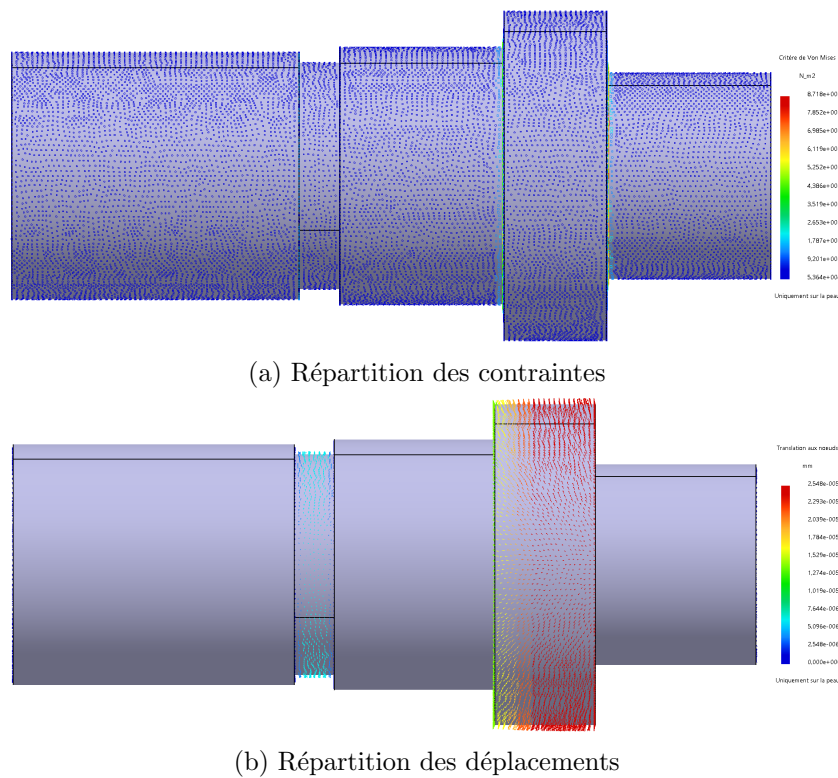 Critère de Von Mises
N_m2
8,718e+00
7,852e+00
6,985e+00
6,119e+00
5,252e+00
4,386e+00
3,519e+00
2,653e+00
1,787e+00
9,201e+00
5,364e+00
Uniquement sur la peau
(a) Répartition des contraintes
Translation aux noeuds
mm
2,548e-005
2,293e-005
2,039e-005
1,784e-005
1,529e-005
1,274e-005
1,019e-005
7,644e-006
5,096e-006
2,548e-006
0,000e+00
Uniquement sur la peau
(b) Répartition des déplacements